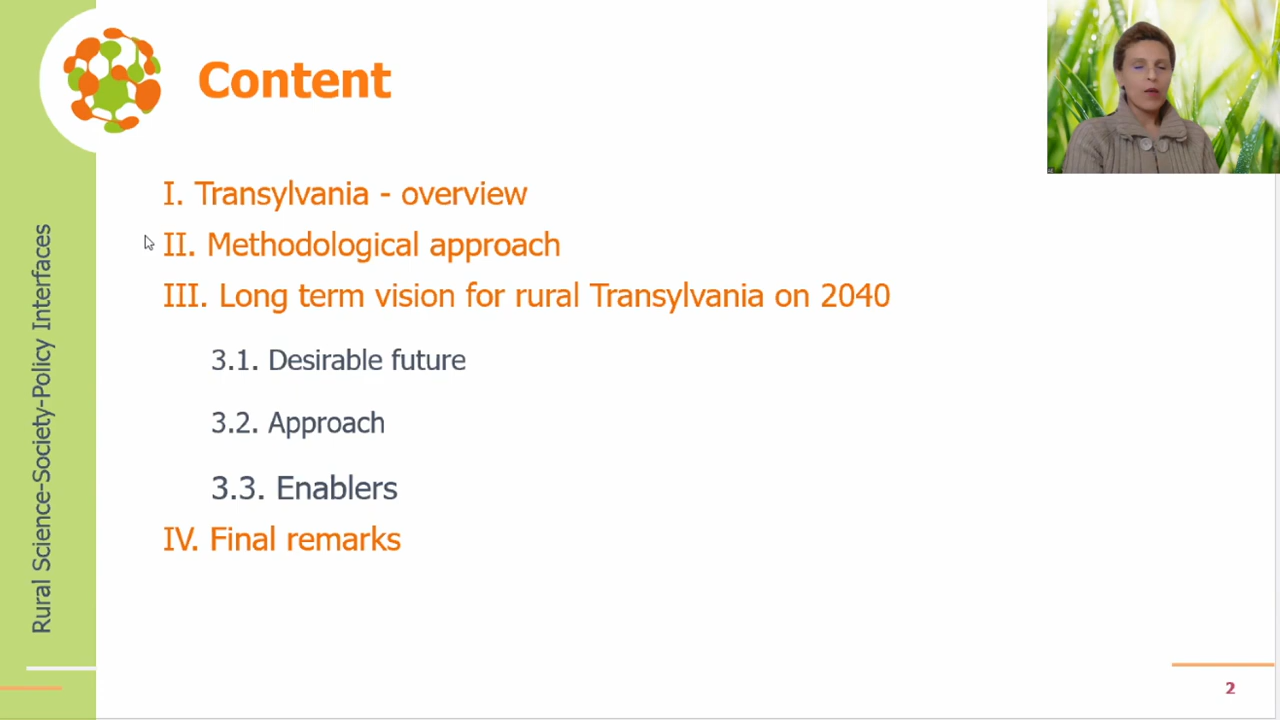 Content
I. Transylvania - overview
II. Methodological approach
III. Long term vision for rural Transylvania on 2040
3.1. Desirable future
3.2. Approach
3.3. Enablers
IV. Final remarks
Rural Science-Society-Policy Interfaces
2